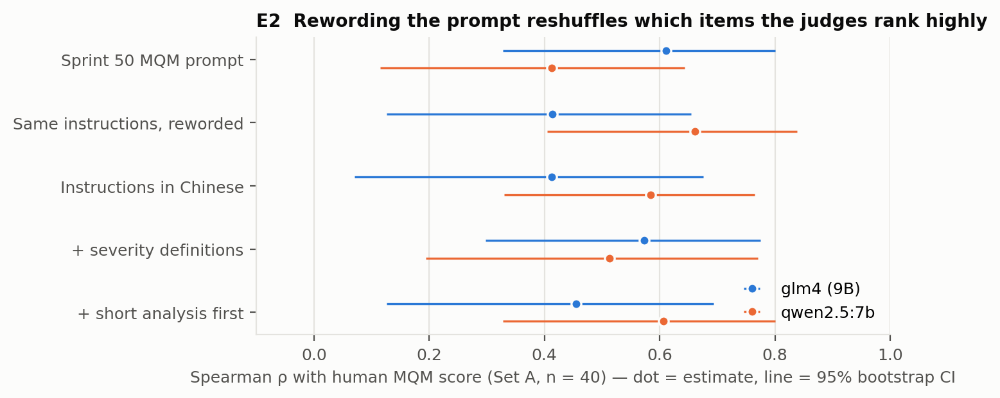 E2  Rewording the prompt reshuffles which items the judges rank highly
Sprint 50 MQM prompt
Same instructions, reworded
Instructions in Chinese
+ severity definitions
+ short analysis first
glm4 (9B)
qwen2.5:7b
0.0 0.2 0.4 0.6 0.8 1.0
Spearman ρ with human MQM score (Set A, n = 40) — dot = estimate, line = 95% bootstrap CI